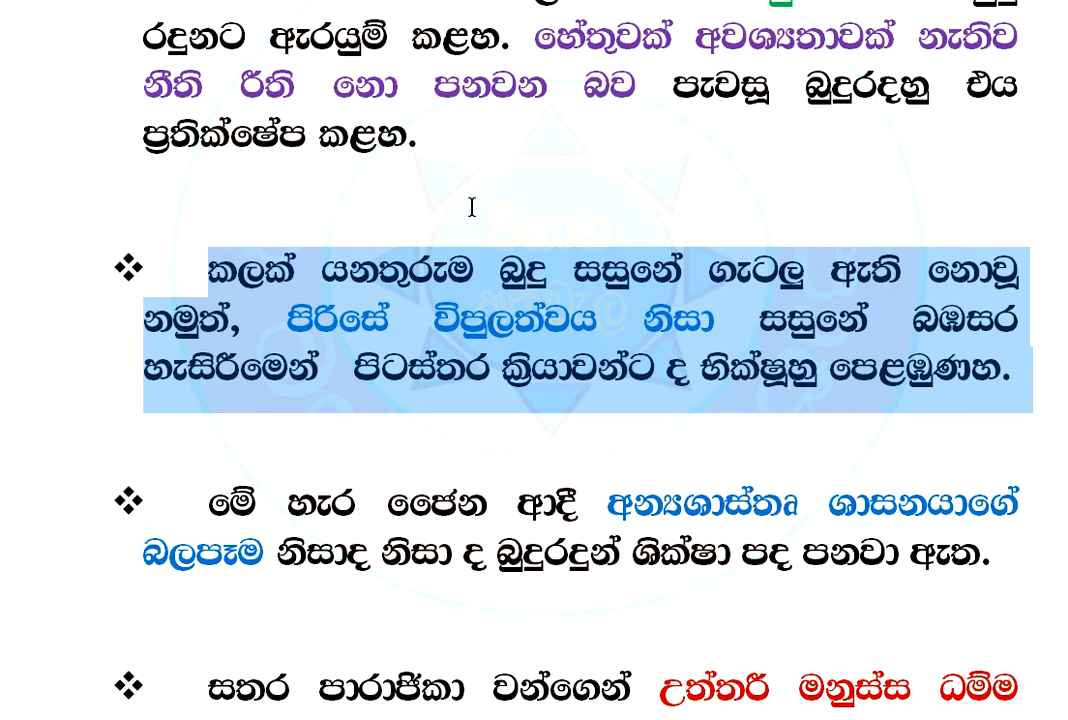 රදුනට ඇරයුම් කළහ. හේතුවක් අවශ්‍යතාවක් නැතිව
නීති රීති නො පනවන බව පැවසූ බුදුරදහු එය
ප්‍රතික්ෂේප කළහ.
❖ කලක් යනතුරුම බුදු සසුනේ ගැටලු ඇති නොවූ
නමුත්, පිරිසේ විපුලත්වය නිසා සසුනේ බඹසර
හැසිරීමෙන් පිටස්තර ක්‍රියාවන්ට ද භික්ෂූහු පෙළඹුණහ.
❖ මේ හැර ජෛන ආදී අන්‍යශාස්තෘ ශාසනයාගේ
බලපෑම නිසාද නිසා ද බුදුරදුන් ශික්ෂා පද පනවා ඇත.
❖ සතර පාරාජිකා වන්ගෙන් උත්තරී මනුස්ස ධම්ම